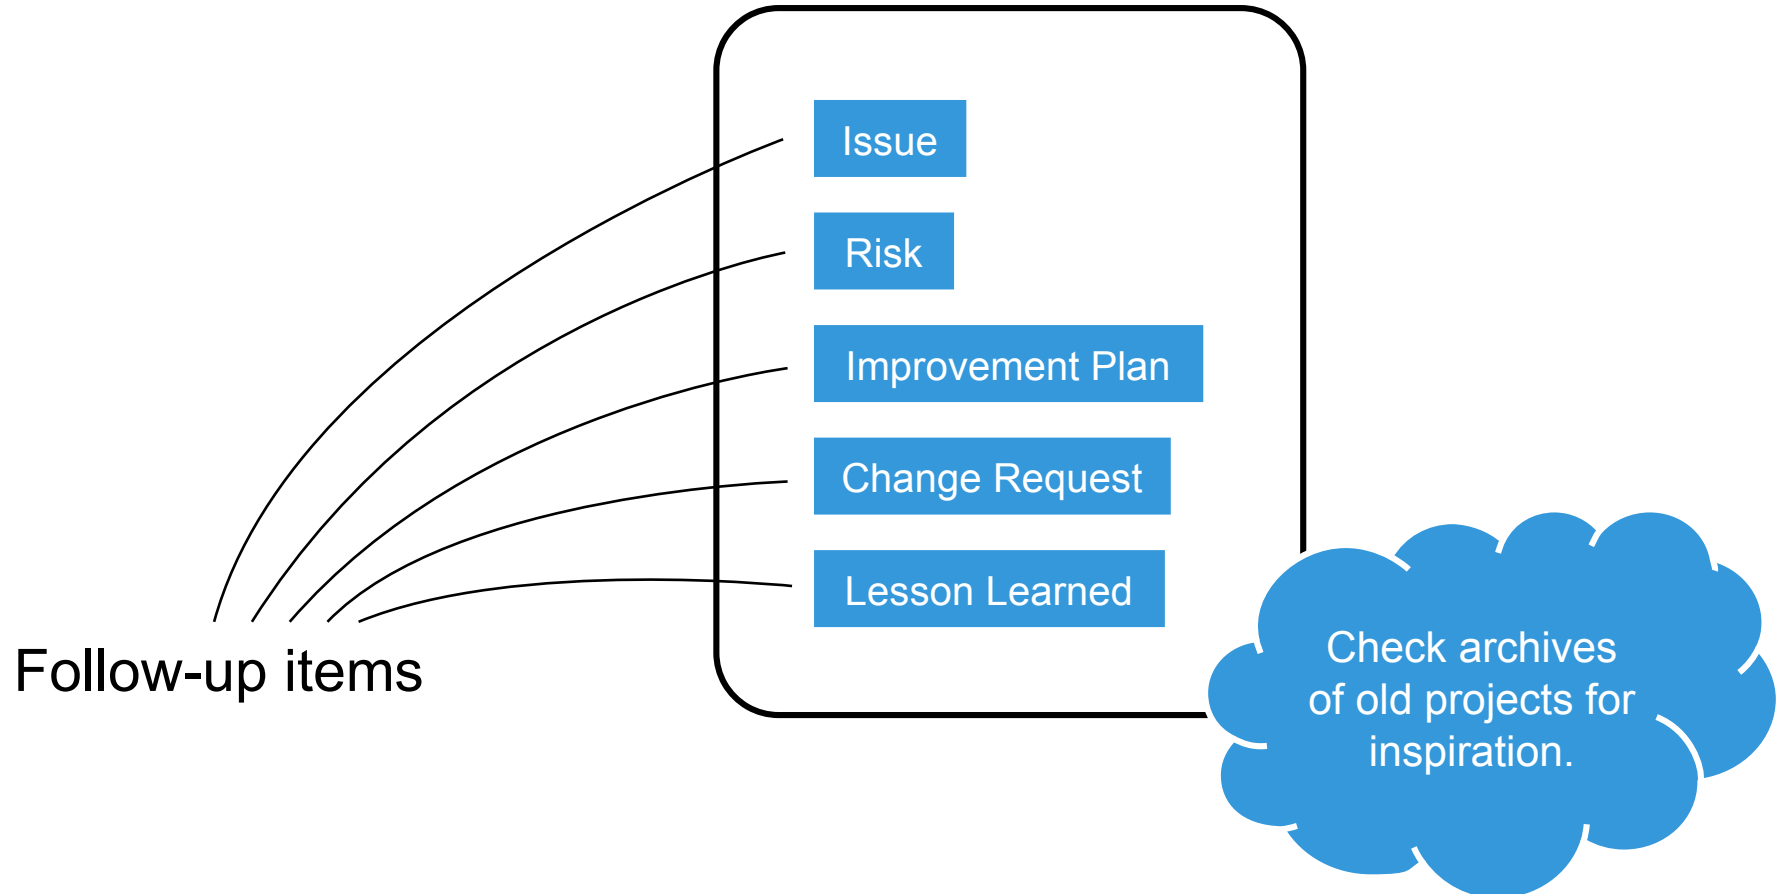 Issue
Risk
Improvement Plan
Change Request
Lesson Learned
Follow-up items
Check archives
of old projects for
inspiration.